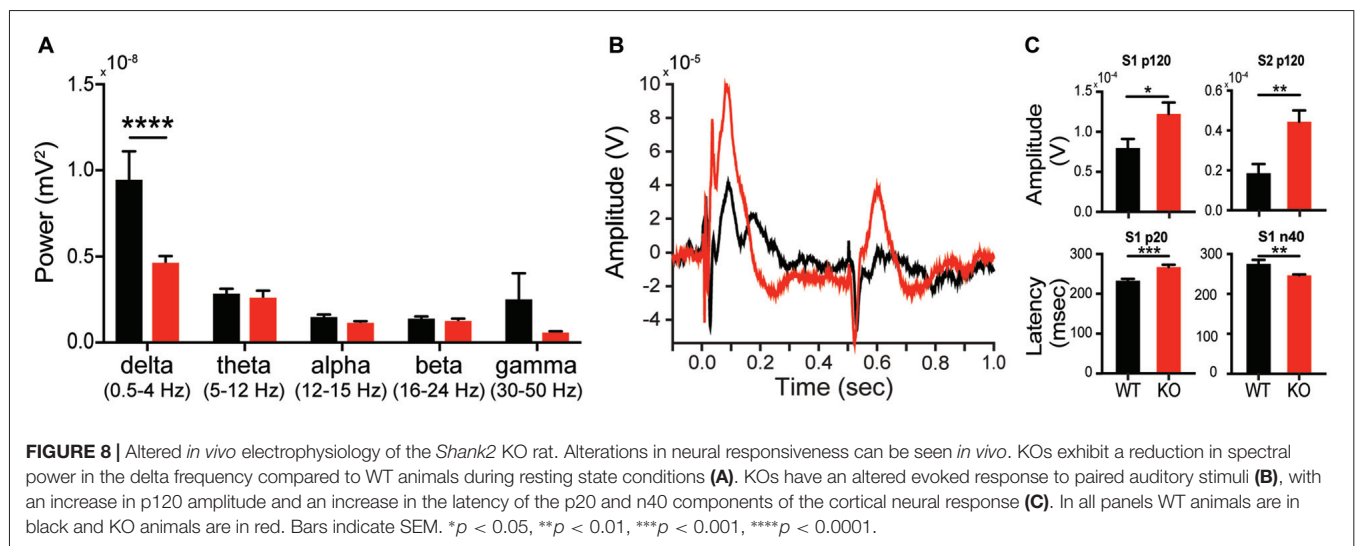 A
x10^-8
1.5
1.0
0.5
0.0
Power (mV²)
****
delta
(0.5-4 Hz)
theta
(5-12 Hz)
alpha
(12-15 Hz)
beta
(16-24 Hz)
gamma
(30-50 Hz)
B
x 10^-5
10
8
6
4
2
0
-2
-4
Amplitude (V)
0.0
0.2
0.4
0.6
0.8
1.0
Time (sec)
C
S1 p120
x10^-4
1.5
1.0
0.5
0.0
*
Amplitude
(V)
S2 p120
x10^-4
0.6
0.4
0.2
0
**
S1 p20
***
300
200
100
0
Latency
(msec)
WT KO
S1 n40
**
300
200
100
0
WT KO
FIGURE 8 | Altered in vivo electrophysiology of the Shank2 KO rat. Alterations in neural responsiveness can be seen in vivo. KOs exhibit a reduction in spectral
power in the delta frequency compared to WT animals during resting state conditions (A). KOs have an altered evoked response to paired auditory stimuli (B), with
an increase in p120 amplitude and an increase in the latency of the p20 and n40 components of the cortical neural response (C). In all panels WT animals are in
black and KO animals are in red. Bars indicate SEM. *p < 0.05, **p < 0.01, ***p < 0.001, ****p < 0.0001.